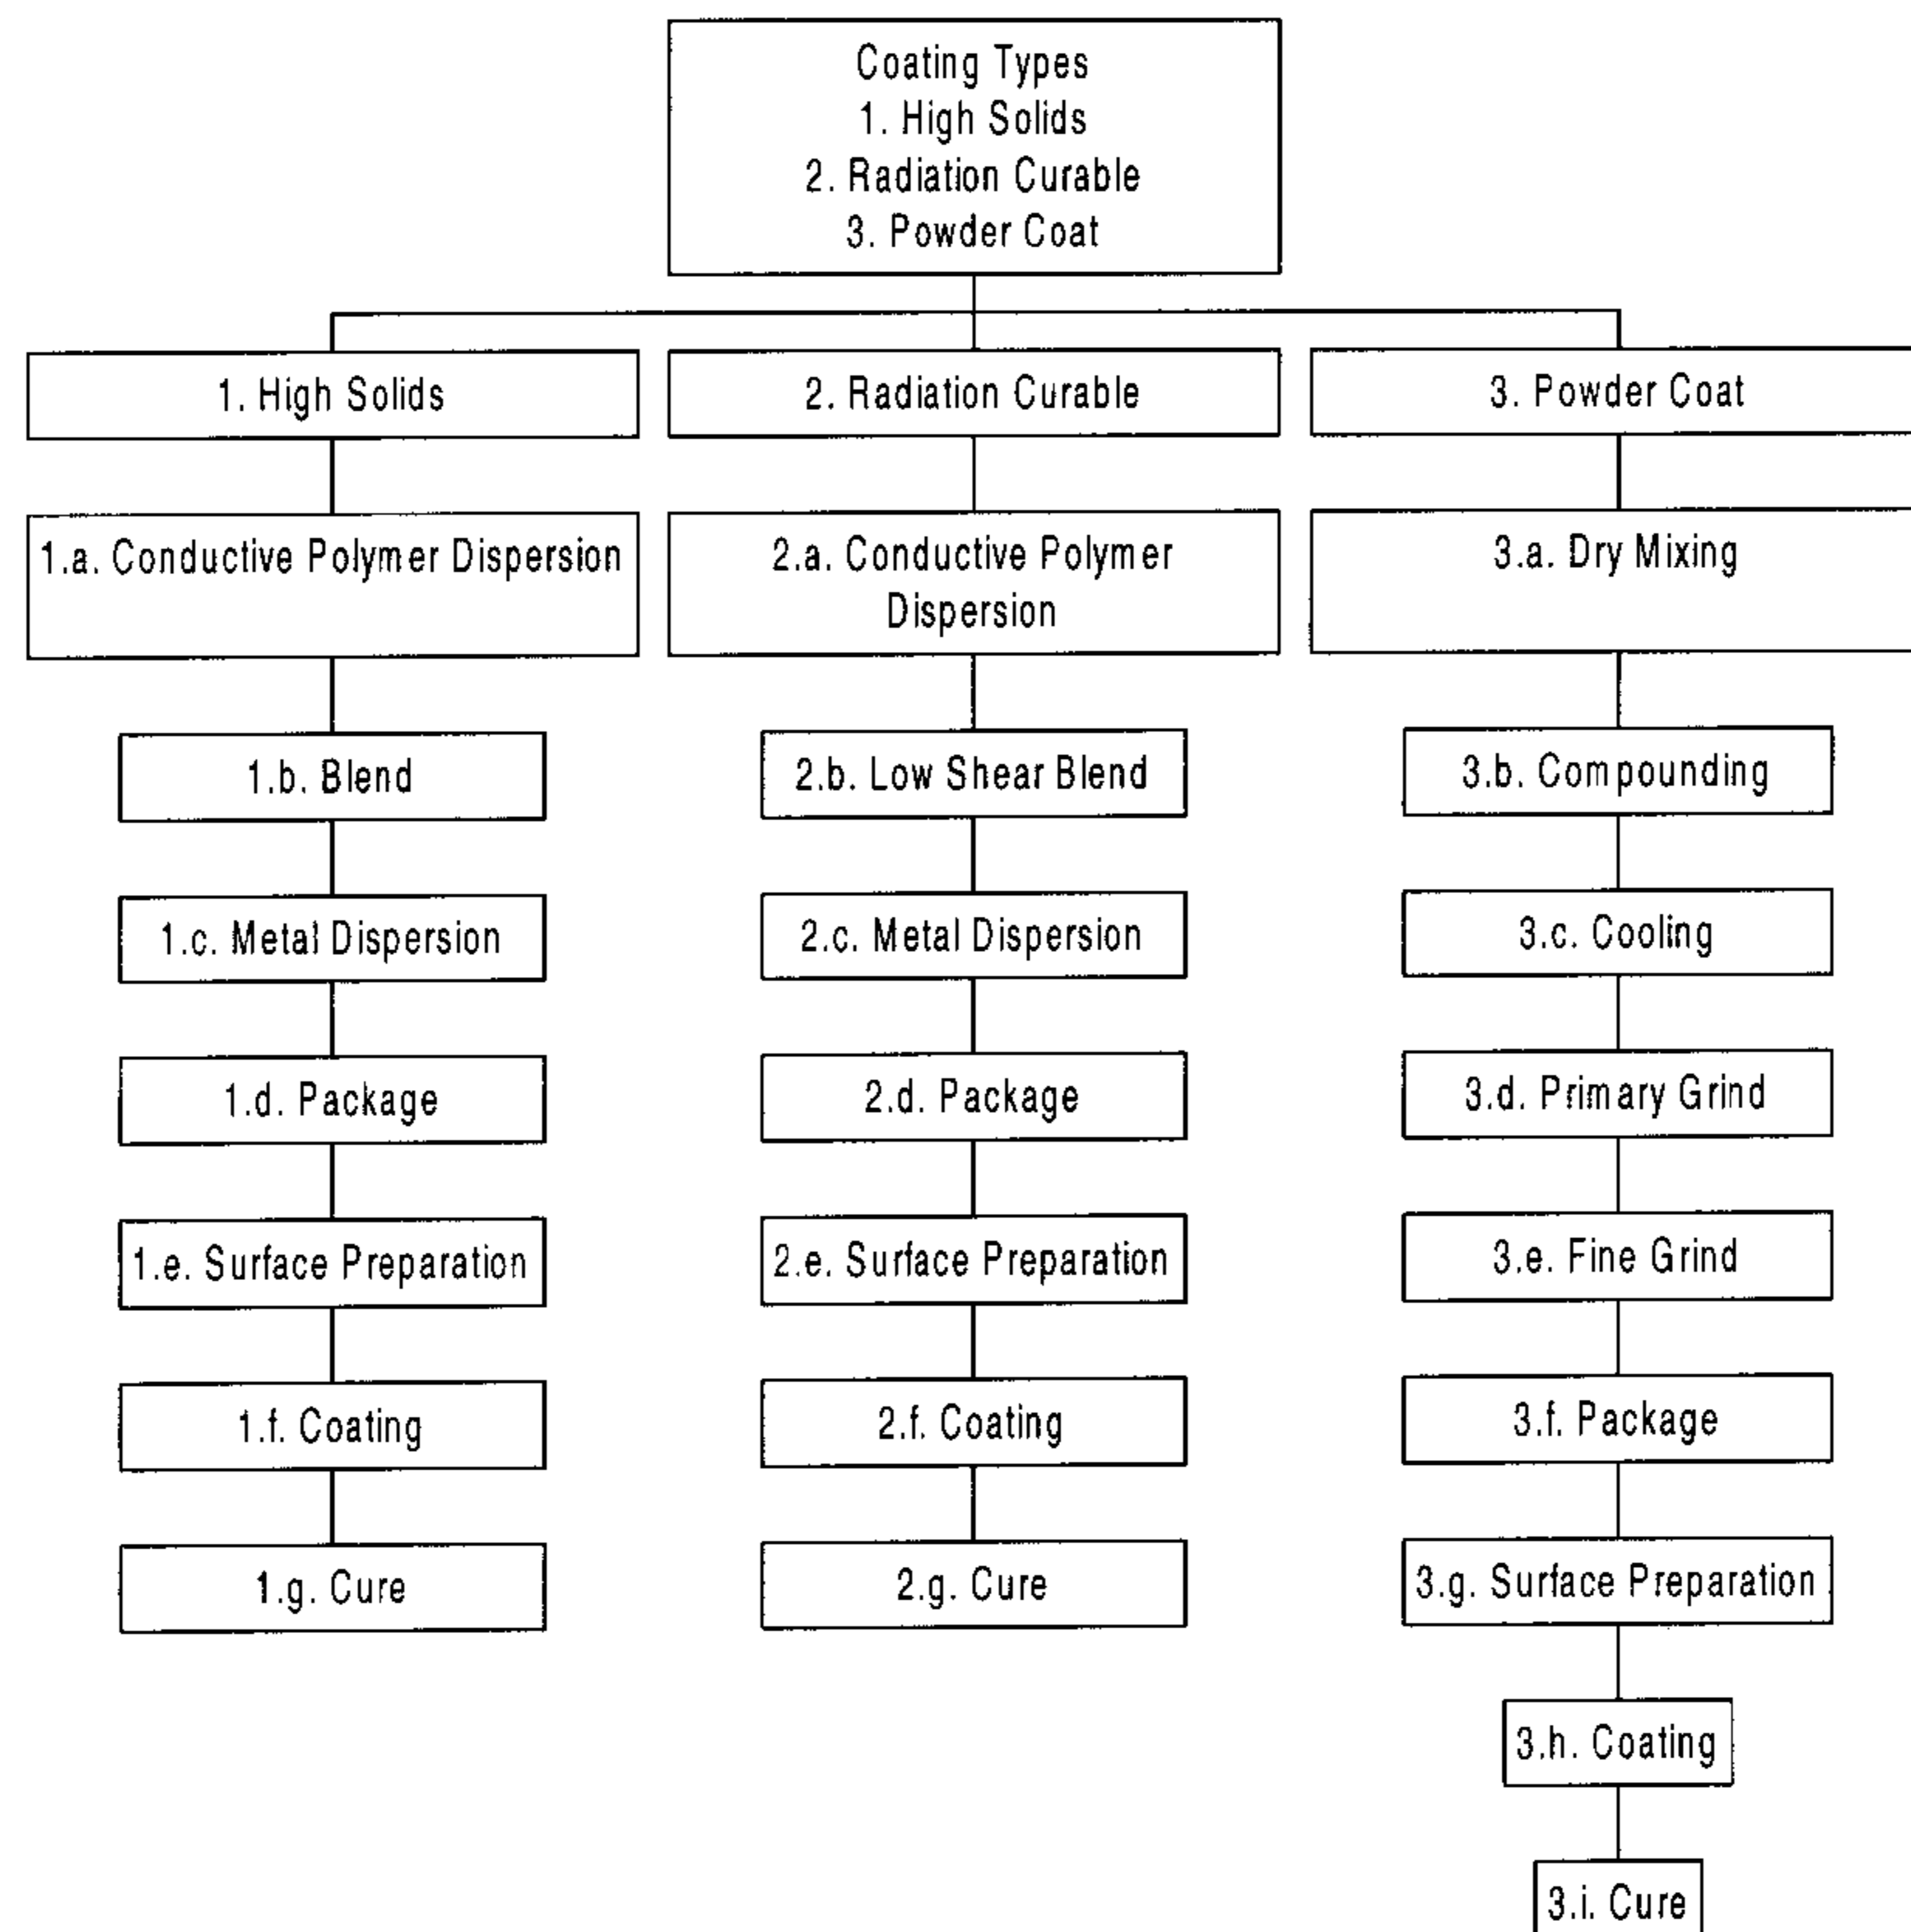 Coating Types
1. High Solids
2. Radiation Curable
3. Powder Coat
1. High Solids
2. Radiation Curable
3. Powder Coat
1.a. Conductive Polymer Dispersion
2.a. Conductive Polymer
Dispersion
3.a. Dry Mixing
1.b. Blend
2.b. Low Shear Blend
3.b. Compounding
1.c. Metal Dispersion
2.c. Metal Dispersion
3.c. Cooling
1.d. Package
2.d. Package
3.d. Primary Grind
1.e. Surface Preparation
2.e. Surface Preparation
3.e. Fine Grind
1.f. Coating
2.f. Coating
3.f. Package
1.g. Cure
2.g. Cure
3.g. Surface Preparation
3.h. Coating
3.i. Cure